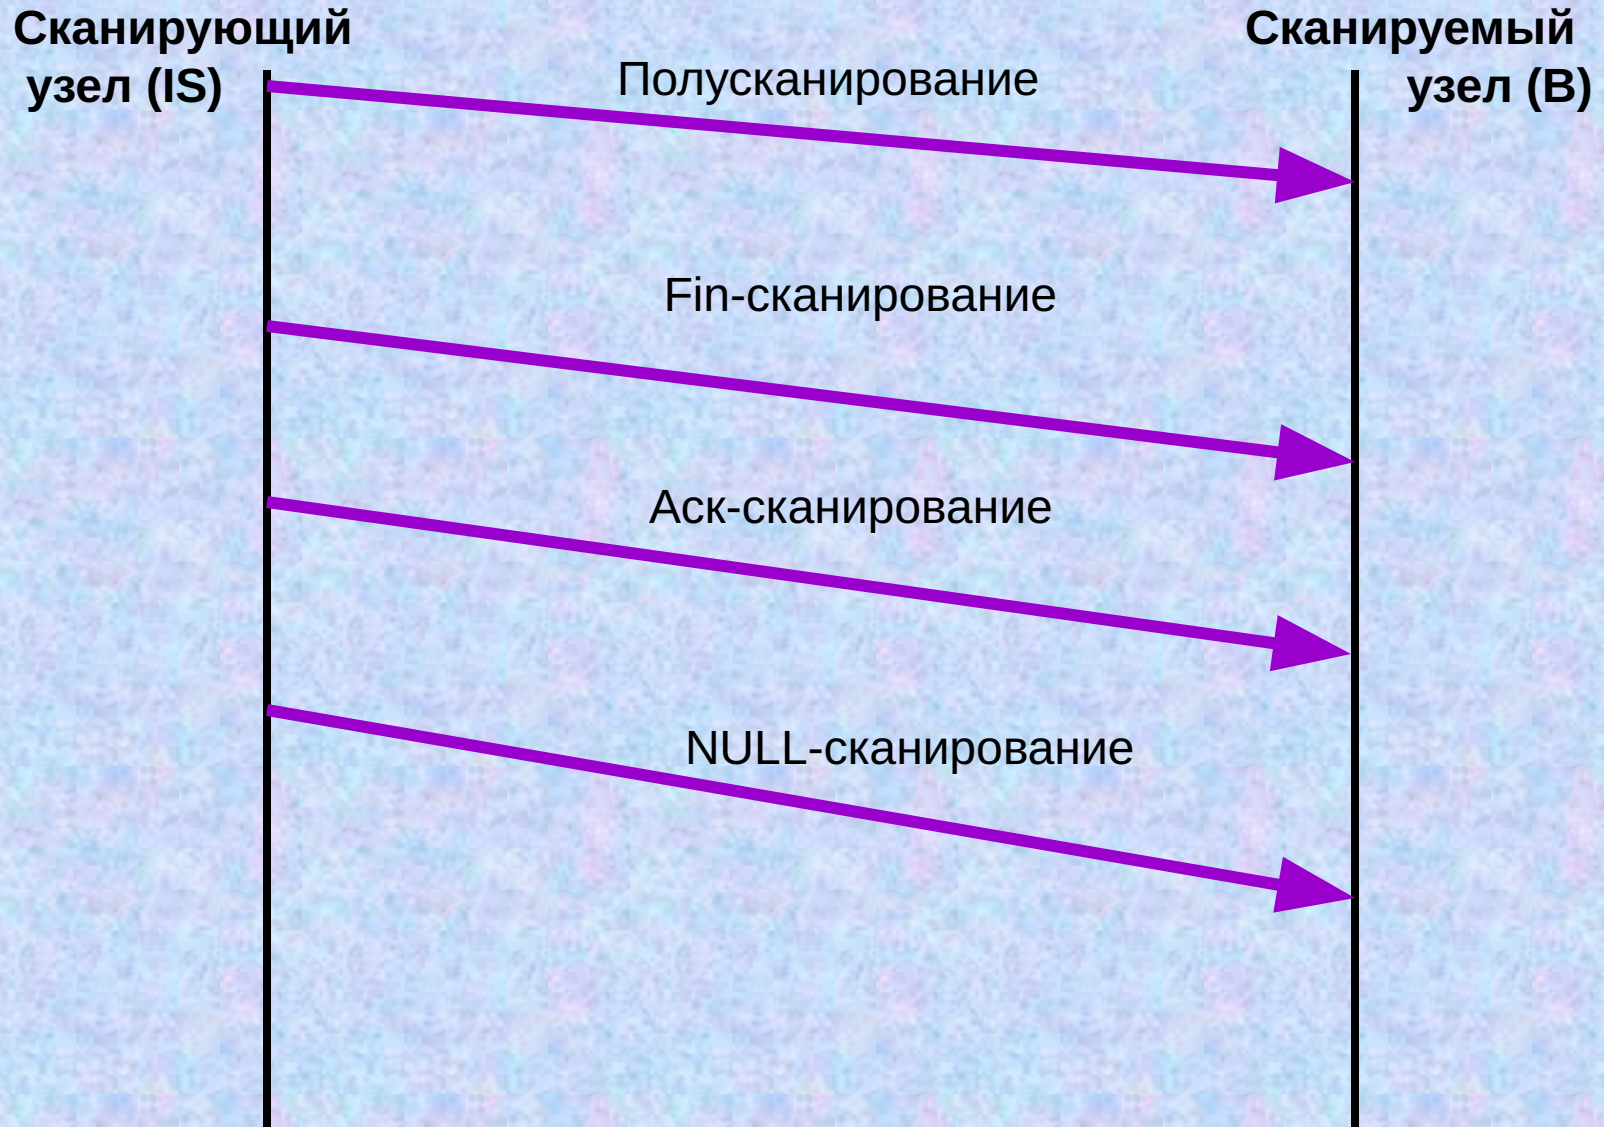 Сканирующий
узел (IS)
Сканируемый
узел (B)
Полусканирование
Fin-сканирование
Аск-сканирование
NULL-сканирование